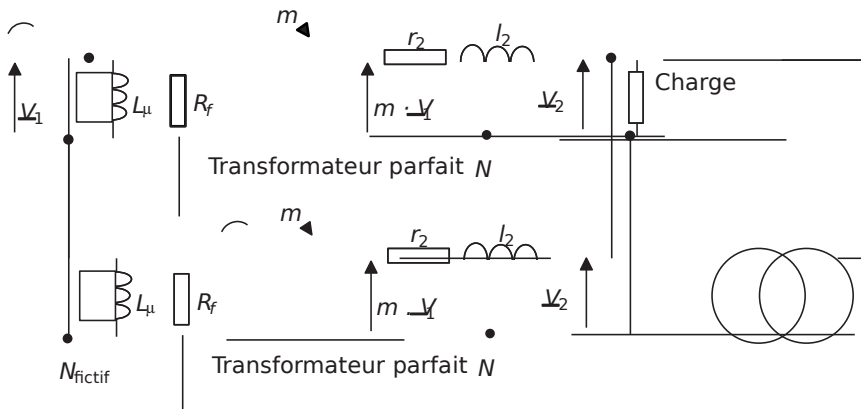 m
r2 l2
V1 Lμ Rf m · V1 V2 Charge
Transformateur parfait N
m
r2 l2
Lμ Rf m · V1 V2
Transformateur parfait N
Nfictif